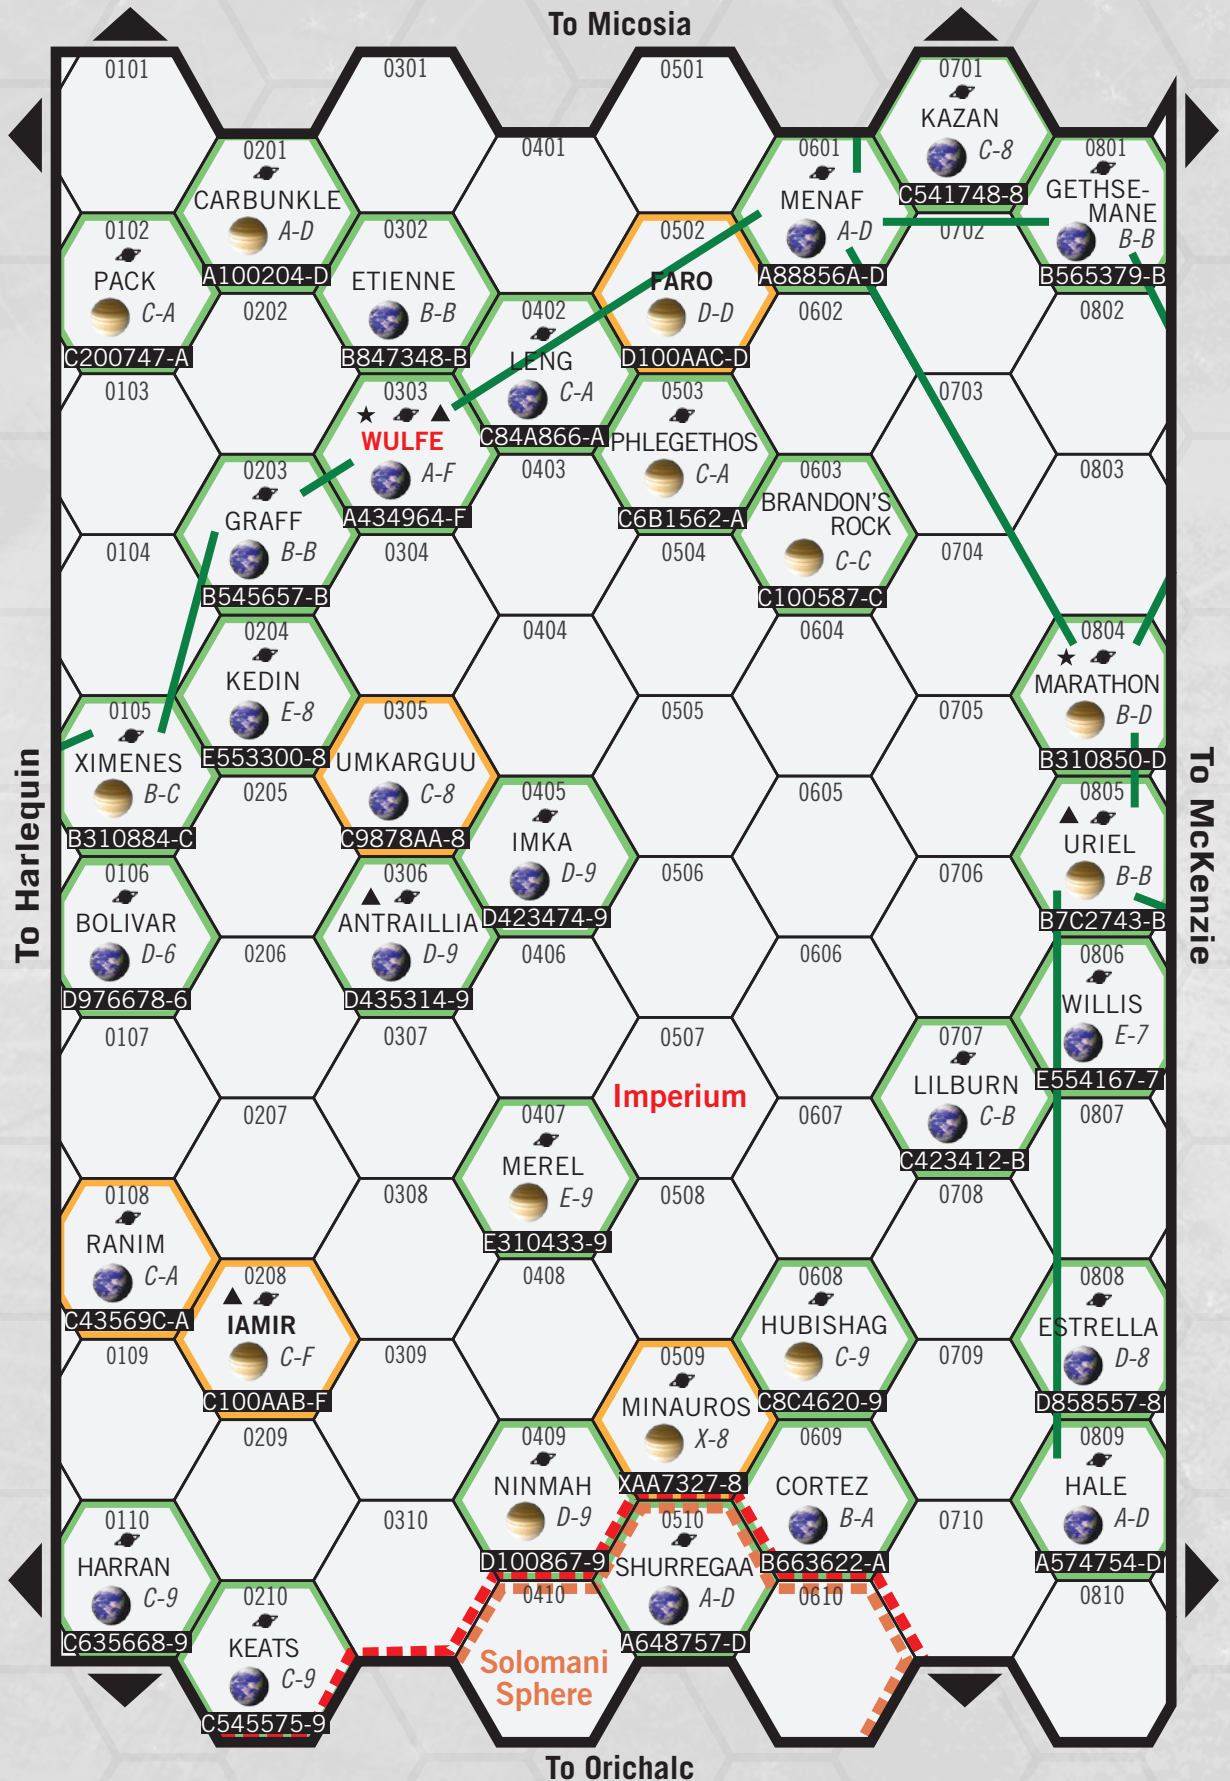 To Micosia
0101
0301
0501
0701
KAZAN
C-8
C541748-8
0201
CARBUNKLE
A-D
A100204-D
0401
0601
MENAF
A-D
A88856A-D
0801
GETHSE-
MANE
B-B
B565379-B
0102
PACK
C-A
C200747-A
0302
ETIENNE
B-B
B847348-B
0502
FARO
D-D
D100AAC-D
0702
0202
0402
LENG
C-A
C84A866-A
0602
0802
0103
0303
WULFE
A-F
A434964-F
0503
PHLEGETHOS
C-A
C6B1562-A
0703
0203
GRAFF
B-B
B545657-B
0403
0603
BRANDON'S
ROCK
C-C
C100587-C
0803
0104
0304
0504
0704
0204
KEDIN
E-8
E553300-8
0404
0604
0804
MARATHON
B-D
B310850-D
0105
XIMENES
B-C
B310884-C
0305
UMKARGUU
C-8
C9878AA-8
0505
0705
To Harlequin
To McKenzie
0205
0405
IMKA
D-9
D423474-9
0605
0805
URIEL
B-B
B7C2743-B
0106
BOLIVAR
D-6
D976678-6
0306
ANTRAILLIA
D-9
D435314-9
0506
0706
0206
0406
0606
0806
WILLIS
E-7
E554167-7
0107
0307
0507
Imperium
0707
LILBURN
C-B
C423412-B
0207
0407
MEREL
E-9
E310433-9
0607
0807
0108
RANIM
C-A
C43569C-A
0308
0508
0708
0208
IAMIR
C-F
C100AAB-F
0408
0608
HUBISHAG
C-9
C8C4620-9
0808
ESTRELLA
D-8
D858557-8
0109
0309
0509
MINAUROS
X-8
XAA7327-8
0709
0209
0409
NINMAH
D-9
D100867-9
0609
CORTEZ
B-A
B663622-A
0809
HALE
A-D
A574754-D
0110
HARRAN
C-9
C635668-9
0310
0510
SHURREGAA
A-D
A648757-D
0710
0210
KEATS
C-9
C545575-9
0410
Solomani
Sphere
0610
0810
To Orichalc